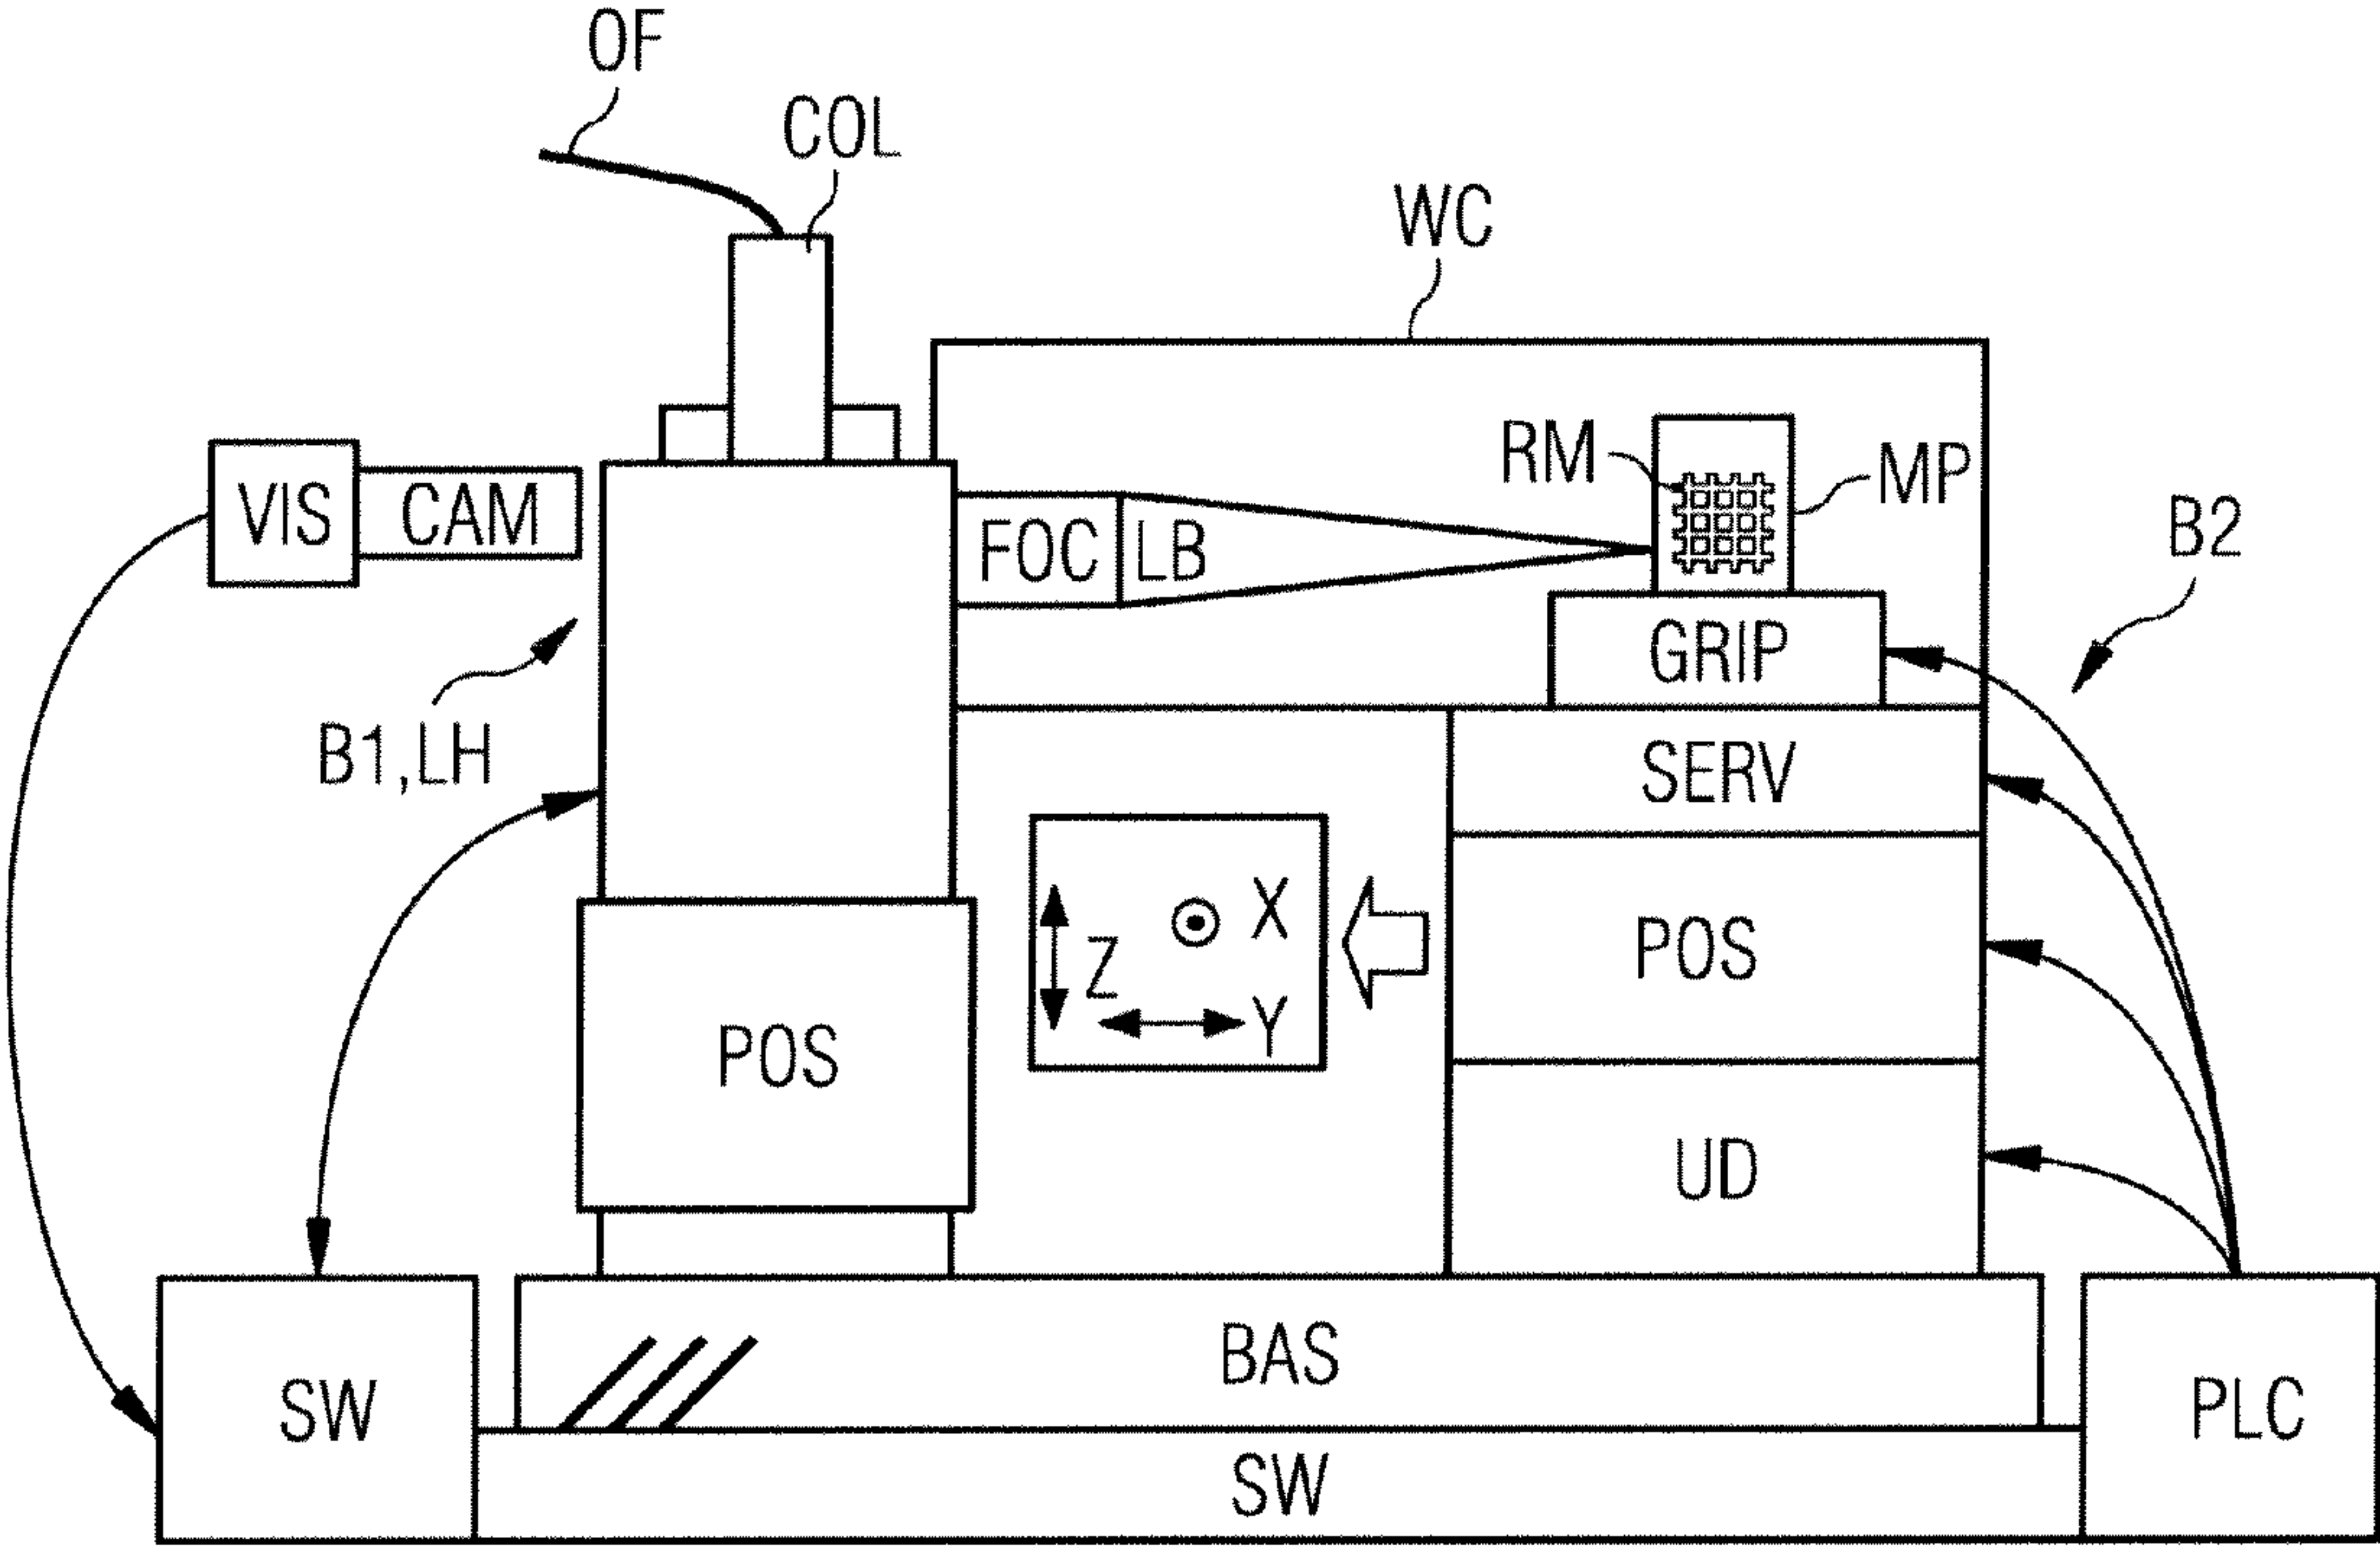 OF
COL
WC
RM
MP
VIS
CAM
FOC
LB
B2
GRIP
B1,LH
SERV
X
Z
Y
POS
POS
UD
BAS
SW
PLC
SW